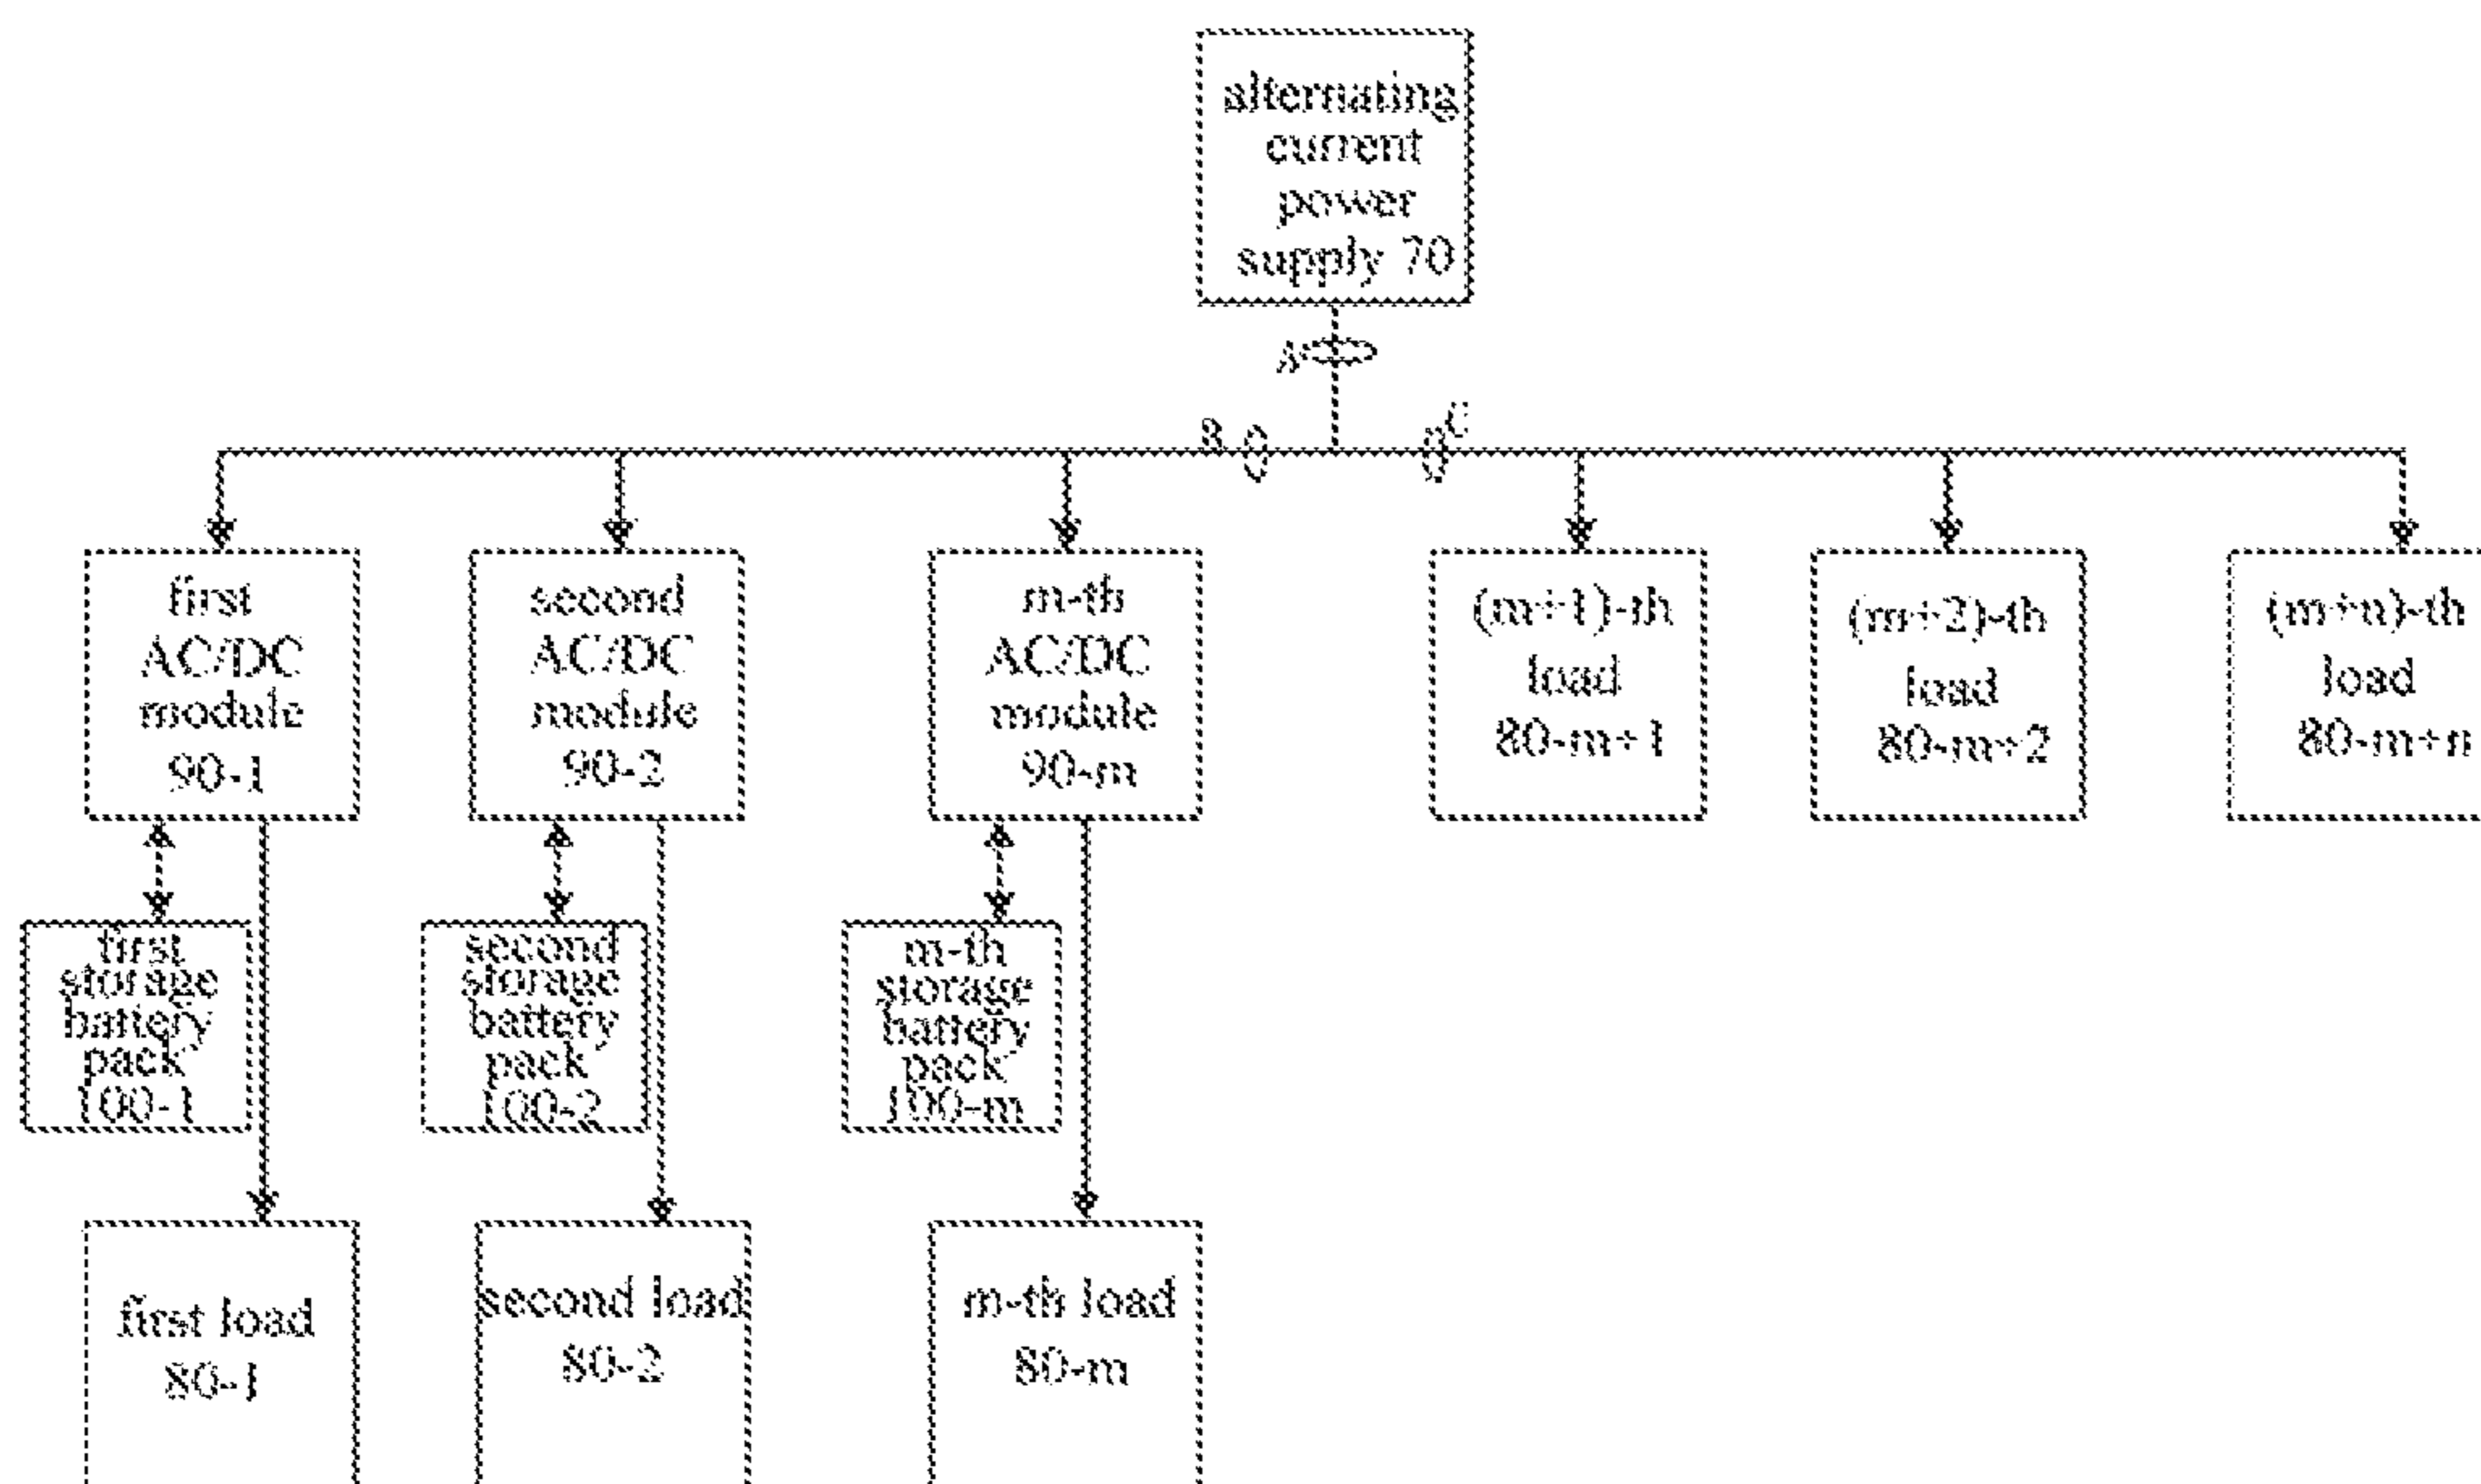 alternating
current
power
supply 70
A
B
C
first
AC/DC
module
90-1
second
AC/DC
module
90-2
m-th
AC/DC
module
90-m
(m+1)-th
load
80-m+1
(m+2)-th
load
80-m+2
(m+n)-th
load
80-m+n
first
storage
battery
pack
100-1
second
storage
battery
pack
100-2
m-th
storage
battery
pack
100-m
first load
80-1
second load
80-2
m-th load
80-m